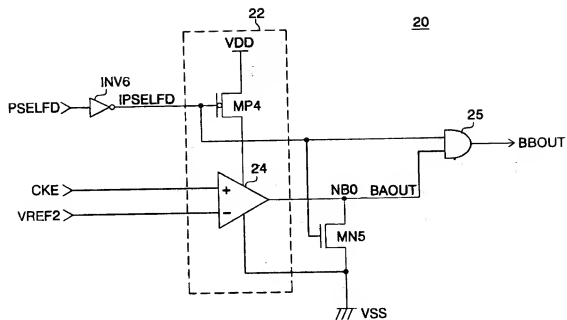 22
20
VDD
INV6
PSELFD
IPSELFD
MP4
25
BBOUT
24
CKE
+
NB0
BAOUT
VREF2
−
MN5
VSS